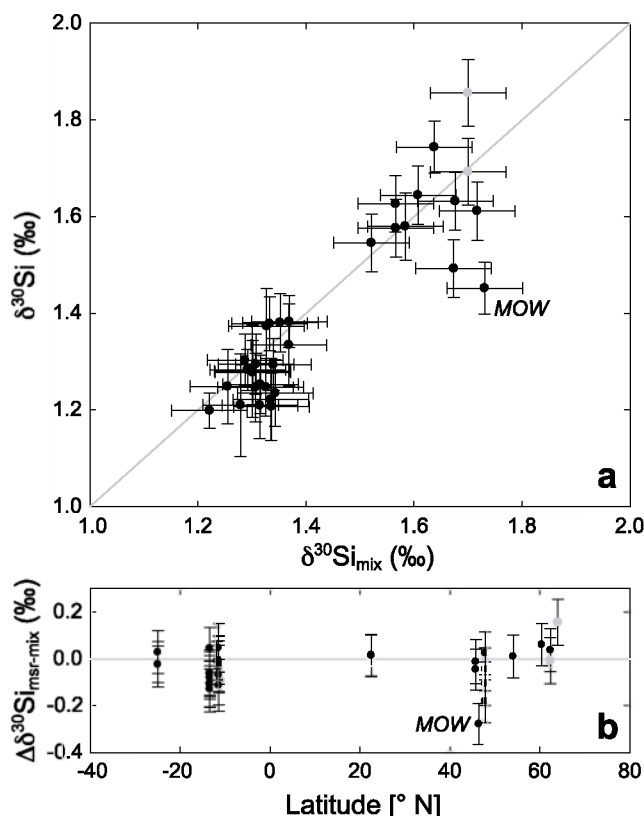 2.0
1.8
1.6
1.4
1.2
1.0
δ³⁰Si (‰)
MOW
a
1.0 1.2 1.4 1.6 1.8 2.0
δ³⁰Siₘᵢₓ (‰)
0.2
0.0
-0.2
-0.4
Δδ³⁰Si_msr-mix (‰)
MOW
b
-40 -20 0 20 40 60 80
Latitude [° N]